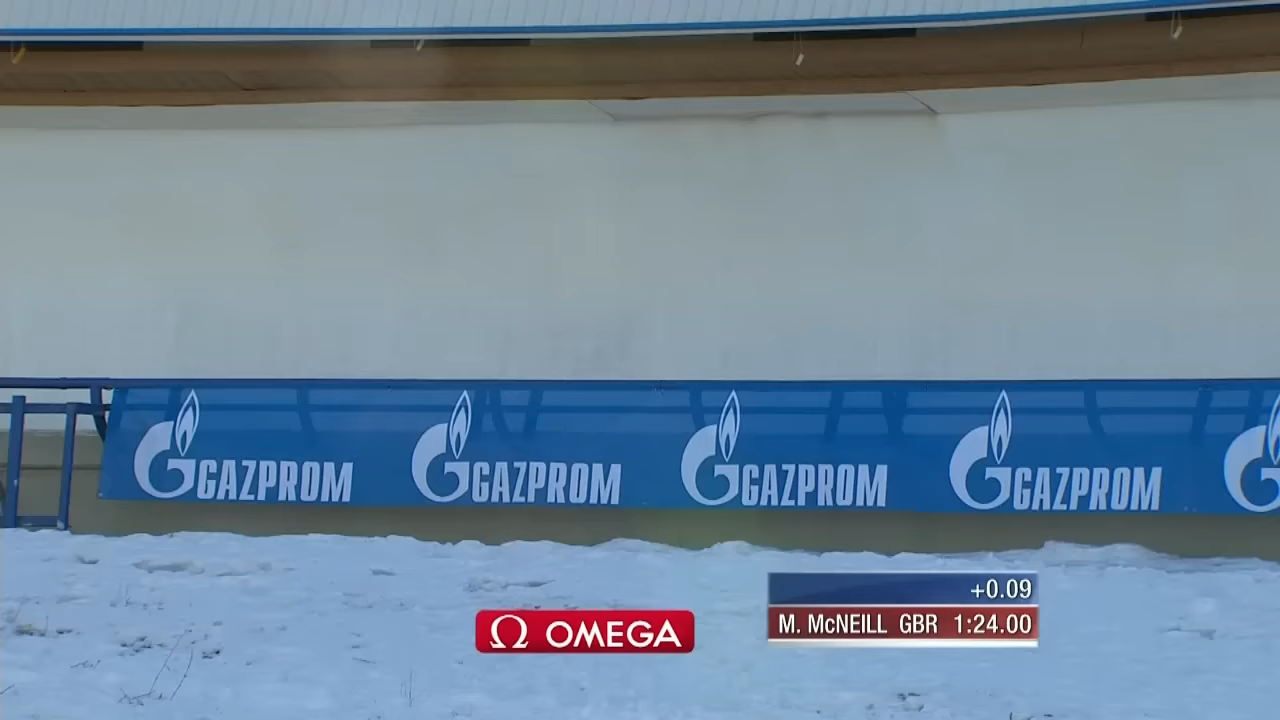 GAZPROM GAZPROM GAZPROM GAZPROM
+0.09
Ω OMEGA
M. McNEILL GBR 1:24.00